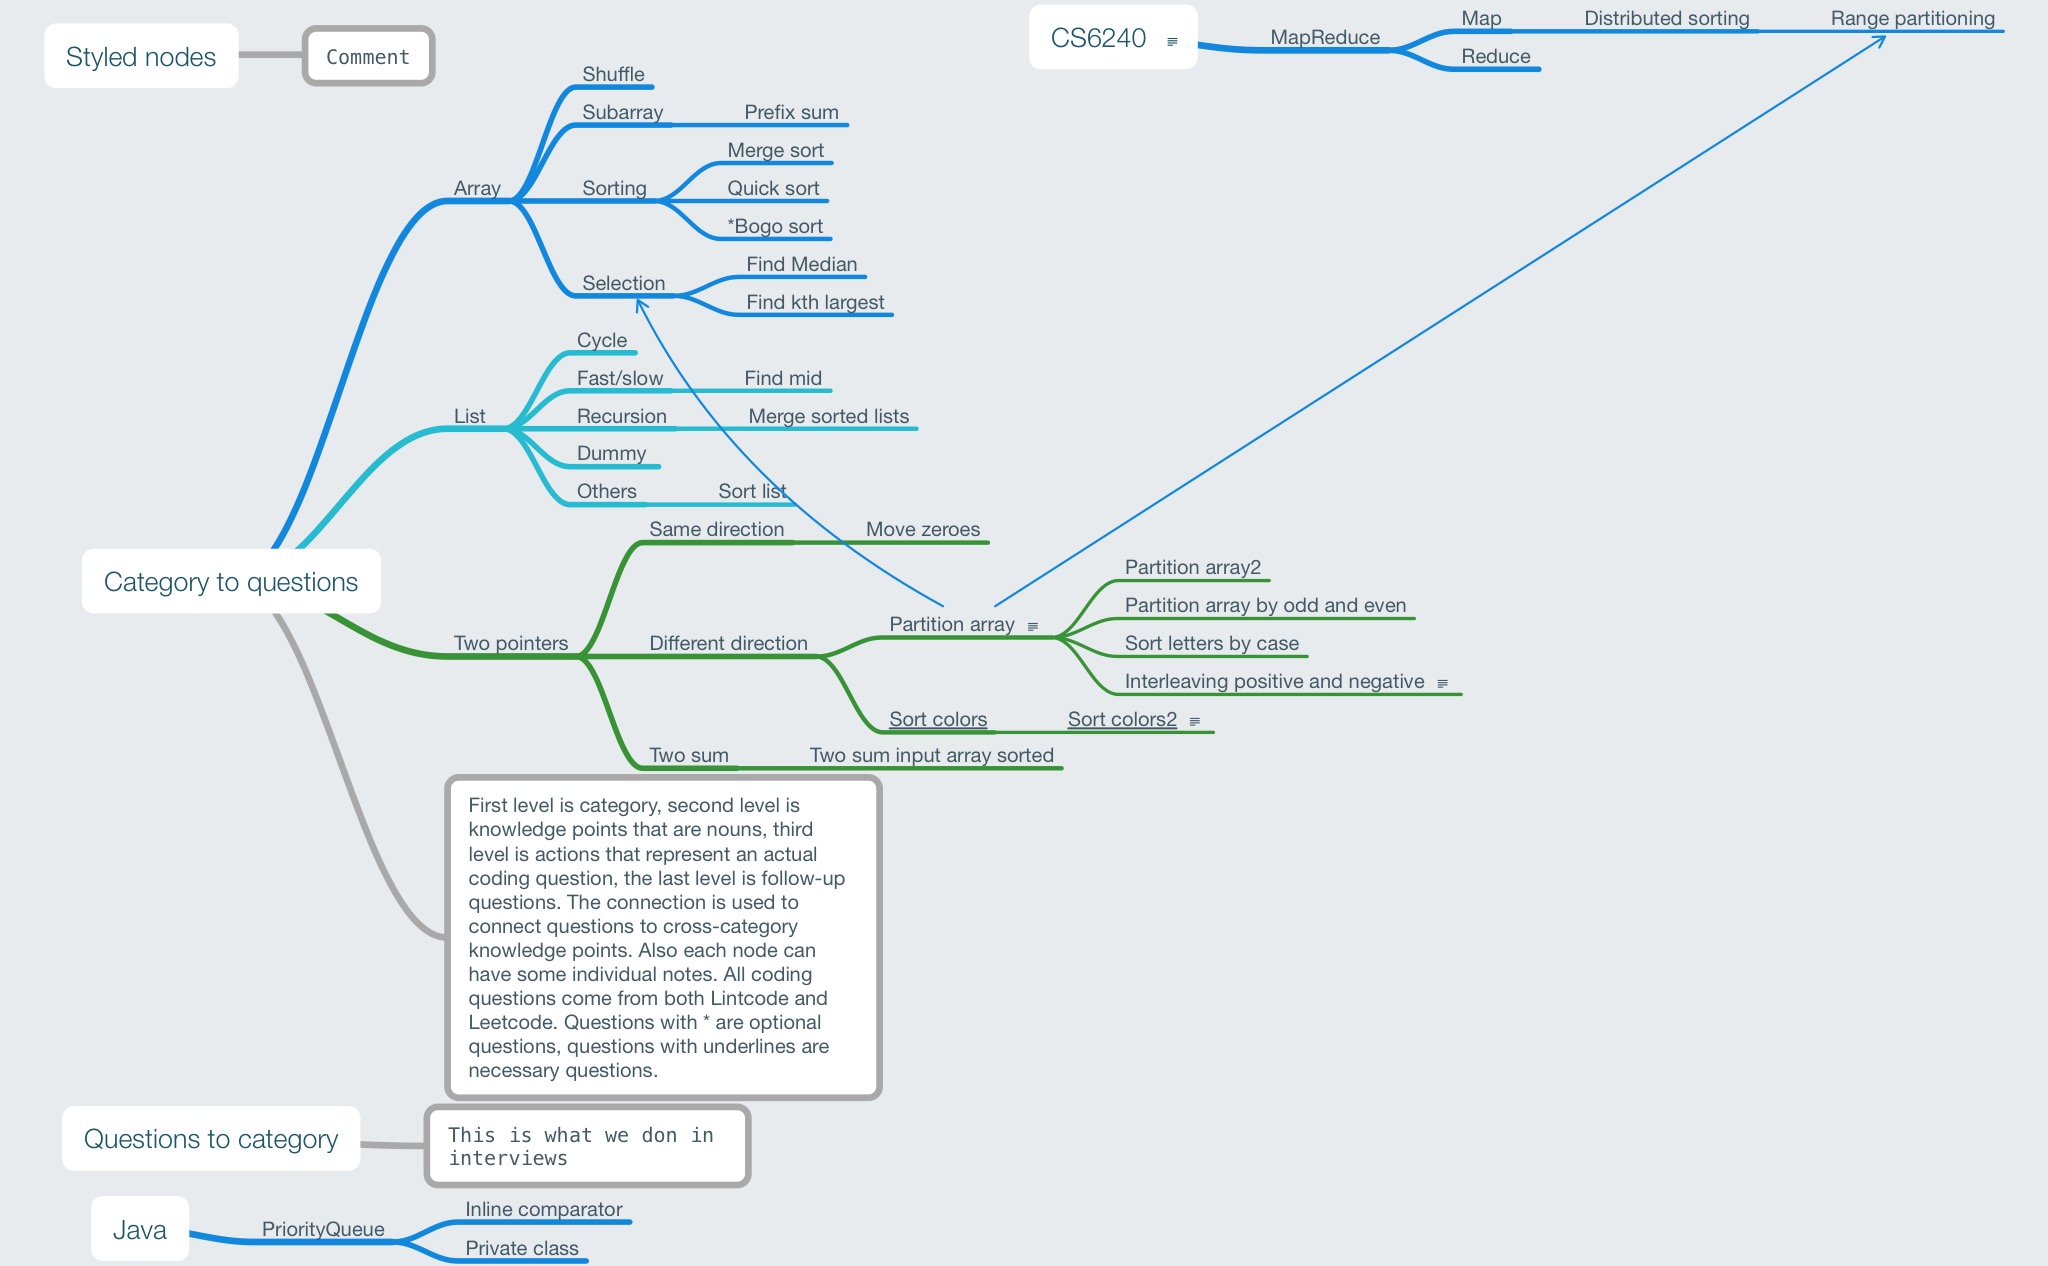 Styled nodes
Comment
CS6240
MapReduce
Map
Distributed sorting
Range partitioning
Reduce
Category to questions
Array
Shuffle
Subarray
Prefix sum
Sorting
Merge sort
Quick sort
*Bogo sort
Selection
Find Median
Find kth largest
List
Cycle
Fast/slow
Find mid
Recursion
Merge sorted lists
Dummy
Others
Sort list
Two pointers
Same direction
Move zeroes
Different direction
Partition array
Partition array2
Partition array by odd and even
Sort letters by case
Interleaving positive and negative
Sort colors
Sort colors2
Two sum
Two sum input array sorted
First level is category, second level is
knowledge points that are nouns, third
level is actions that represent an actual
coding question, the last level is follow-up
questions. The connection is used to
connect questions to cross-category
knowledge points. Also each node can
have some individual notes. All coding
questions come from both Lintcode and
Leetcode. Questions with * are optional
questions, questions with underlines are
necessary questions.
Questions to category
This is what we don in
interviews
Java
PriorityQueue
Inline comparator
Private class